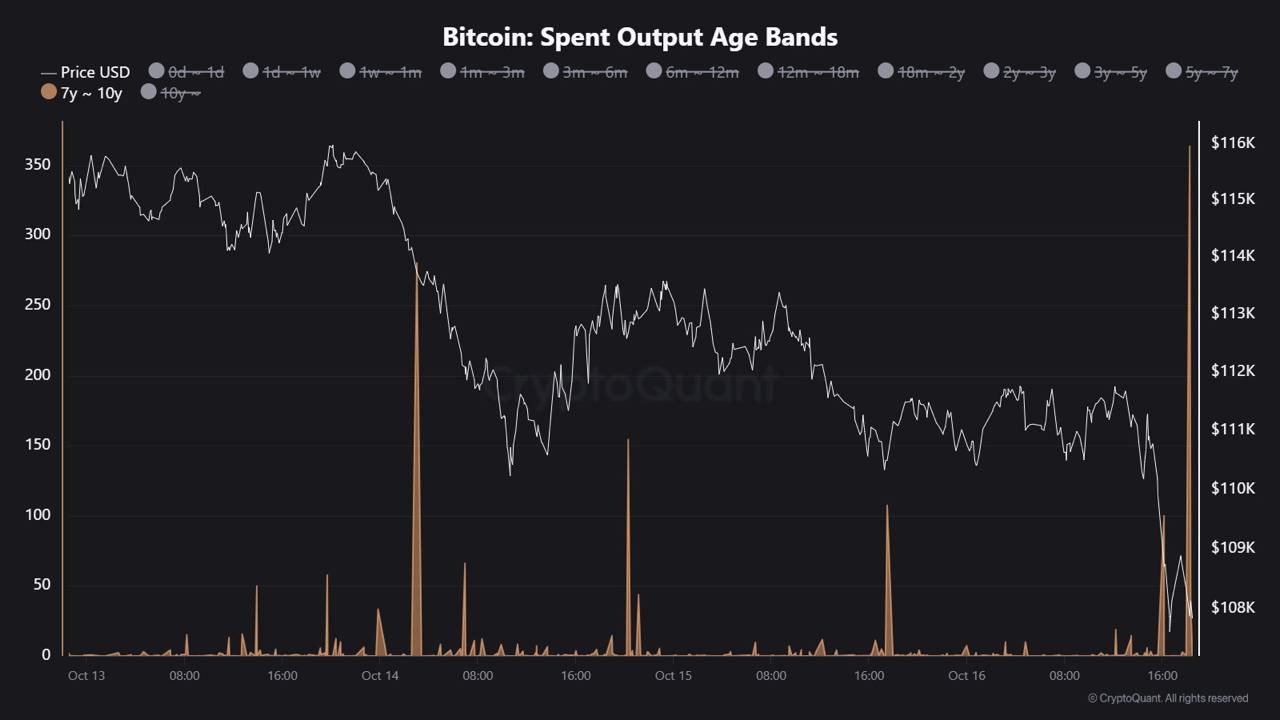 Bitcoin: Spent Output Age Bands
Price USD 0d ~ 1d 1d ~ 1w 1w ~ 1m 1m ~ 3m 3m ~ 6m 6m ~ 12m 12m ~ 18m 18m ~ 2y 2y ~ 3y 3y ~ 5y 5y ~ 7y
7y ~ 10y 10y ~
350
300
250
200
150
100
50
0
$116K
$115K
$114K
$113K
$112K
$111K
$110K
$109K
$108K
CryptoQuant
Oct 13 08:00 16:00 Oct 14 08:00 16:00 Oct 15 08:00 16:00 Oct 16 08:00 16:00
© CryptoQuant. All rights reserved